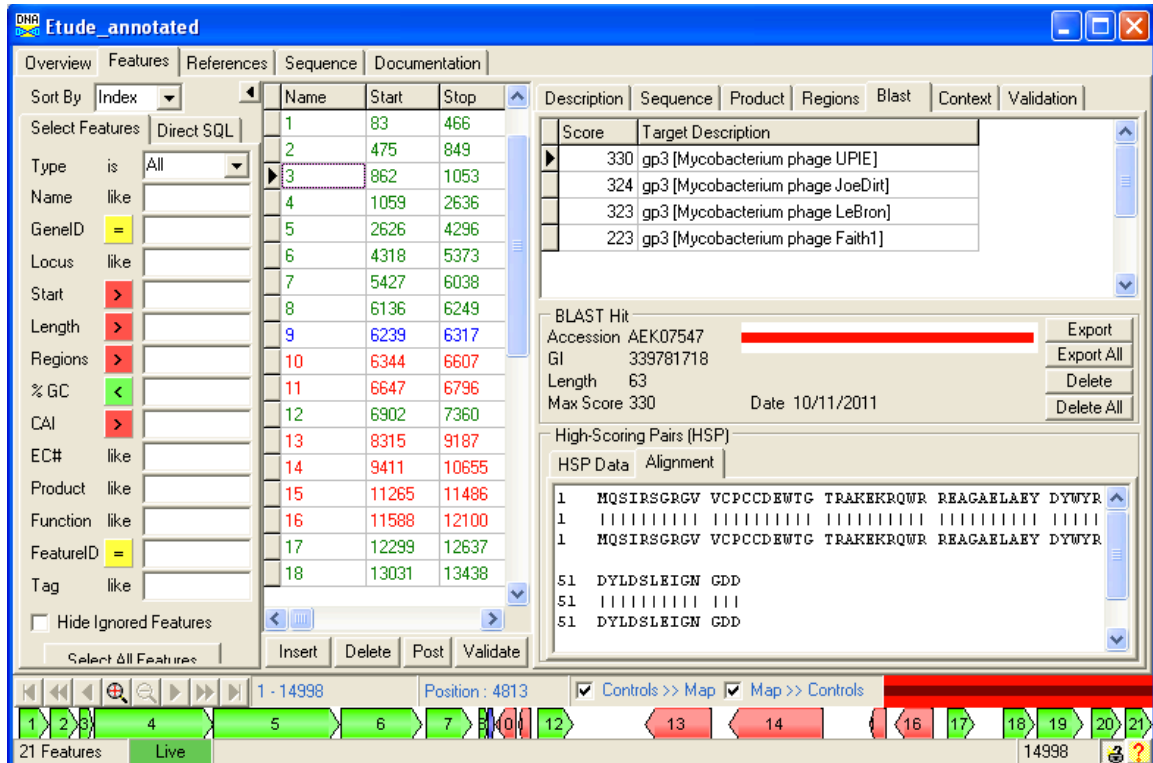 DNA Etude_annotated
Overview Features References Sequence Documentation
Sort By Index
Select Features Direct SQL
Type is All
Name like
GeneID =
Locus like
Start >
Length >
Regions >
% GC <
CAI >
EC# like
Product like
Function like
FeatureID =
Tag like
Hide Ignored Features
Select All Features
Name Start Stop
1 83 466
2 475 849
3 862 1053
4 1059 2636
5 2626 4296
6 4318 5373
7 5427 6038
8 6136 6249
9 6239 6317
10 6344 6607
11 6647 6796
12 6902 7360
13 8315 9187
14 9411 10655
15 11265 11486
16 11588 12100
17 12299 12637
18 13031 13438
Insert Delete Post Validate
Description Sequence Product Regions Blast Context Validation
Score Target Description
330 gp3 [Mycobacterium phage UPIE]
324 gp3 [Mycobacterium phage JoeDirt]
323 gp3 [Mycobacterium phage LeBron]
223 gp3 [Mycobacterium phage Faith1]
BLAST Hit
Accession AEK07547
GI 339781718
Length 63
Max Score 330 Date 10/11/2011
Export
Export All
Delete
Delete All
High-Scoring Pairs (HSP)
HSP Data Alignment
1 MQSIRSGRGV VCPCCDEWTG TRAKEKRQWR REAGAELAEY DYWYR
1 |||||||||| |||||||||| |||||||||| |||||||||| |||||
1 MQSIRSGRGV VCPCCDEWTG TRAKEKRQWR REAGAELAEY DYWYR
51 DYLDSLEIGN GDD
51 |||||||||| |||
51 DYLDSLEIGN GDD
1 - 14998 Position : 4813 Controls >> Map Map >> Controls
1 2 3 4 5 6 7 8 0 12 13 14 16 17 18 19 20 21
21 Features Live 14998 ?